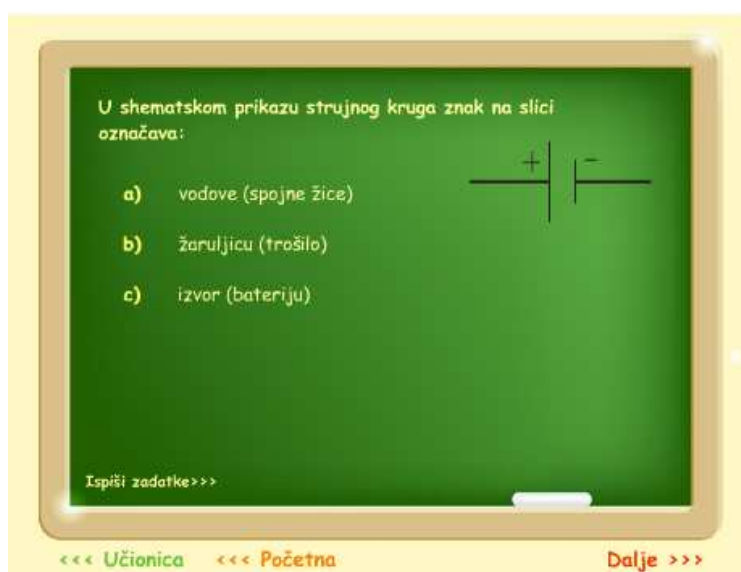 U shematskom prikazu strujnog kruga znak na slici
označava:
+ -
a) vodove (spojne žice)
b) žaruljicu (trošilo)
c) izvor (bateriju)
Ispiši zadatke>>>
<<< Učionica <<< Početna Dalje >>>